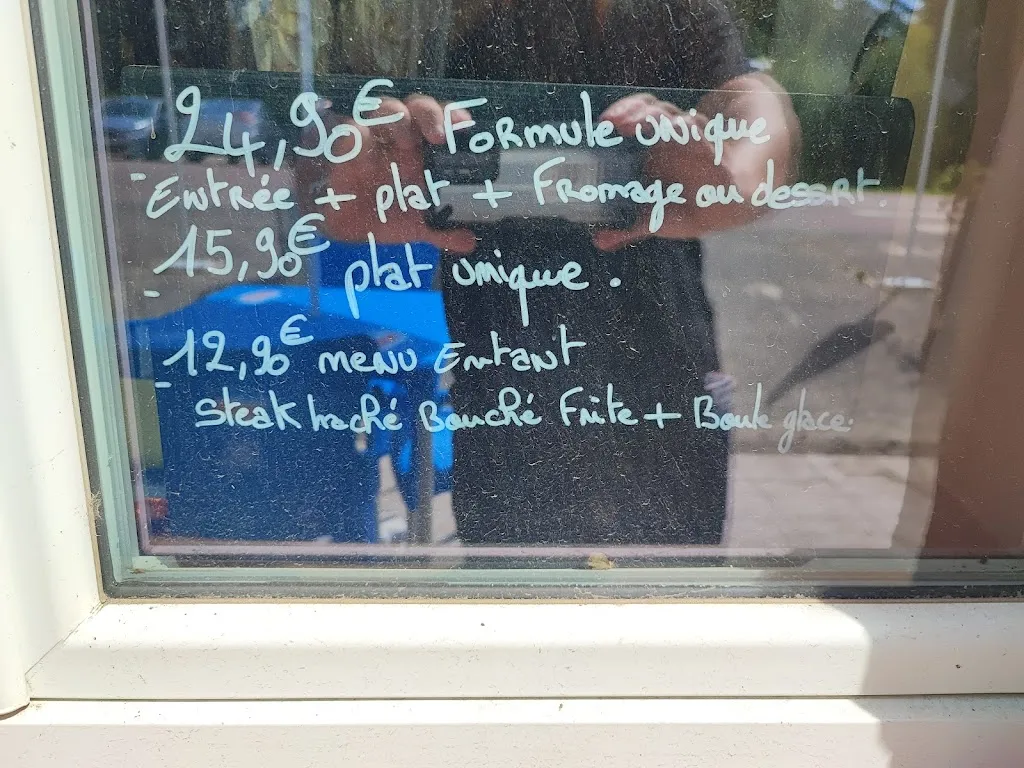 - 24,90€ Formule unique
- Entrée + plat + Fromage ou dessert.
- 15,90€ plat unique.
- 12,90€ menu Enfant
Steak haché Bouché Frite + Boule glace.